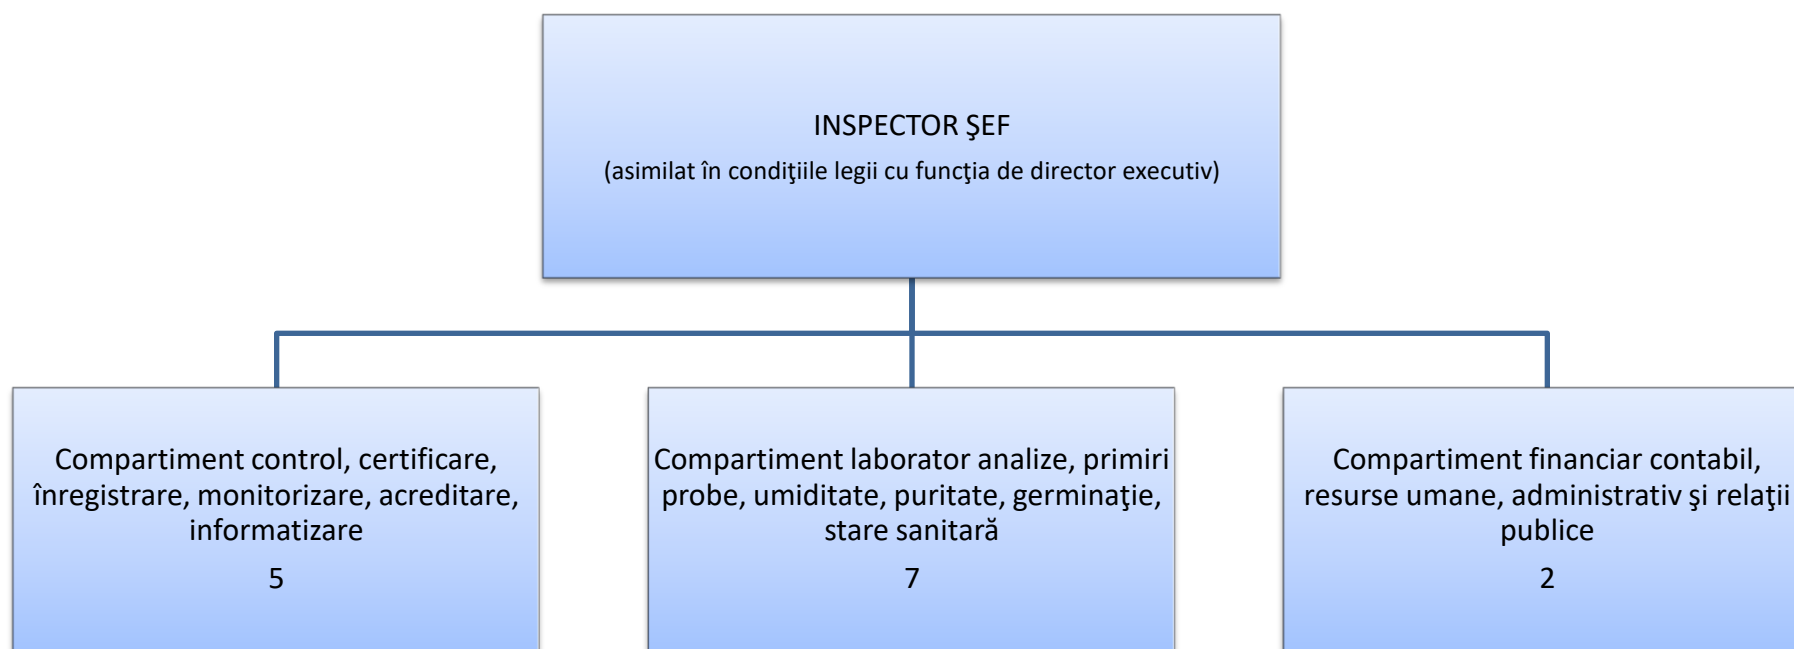 INSPECTOR ŞEF
(asimilat în condiţiile legii cu funcţia de director executiv)
Compartiment control, certificare,
înregistrare, monitorizare, acreditare,
informatizare
5
Compartiment laborator analize, primiri
probe, umiditate, puritate, germinaţie,
stare sanitară
7
Compartiment financiar contabil,
resurse umane, administrativ şi relaţii
publice
2